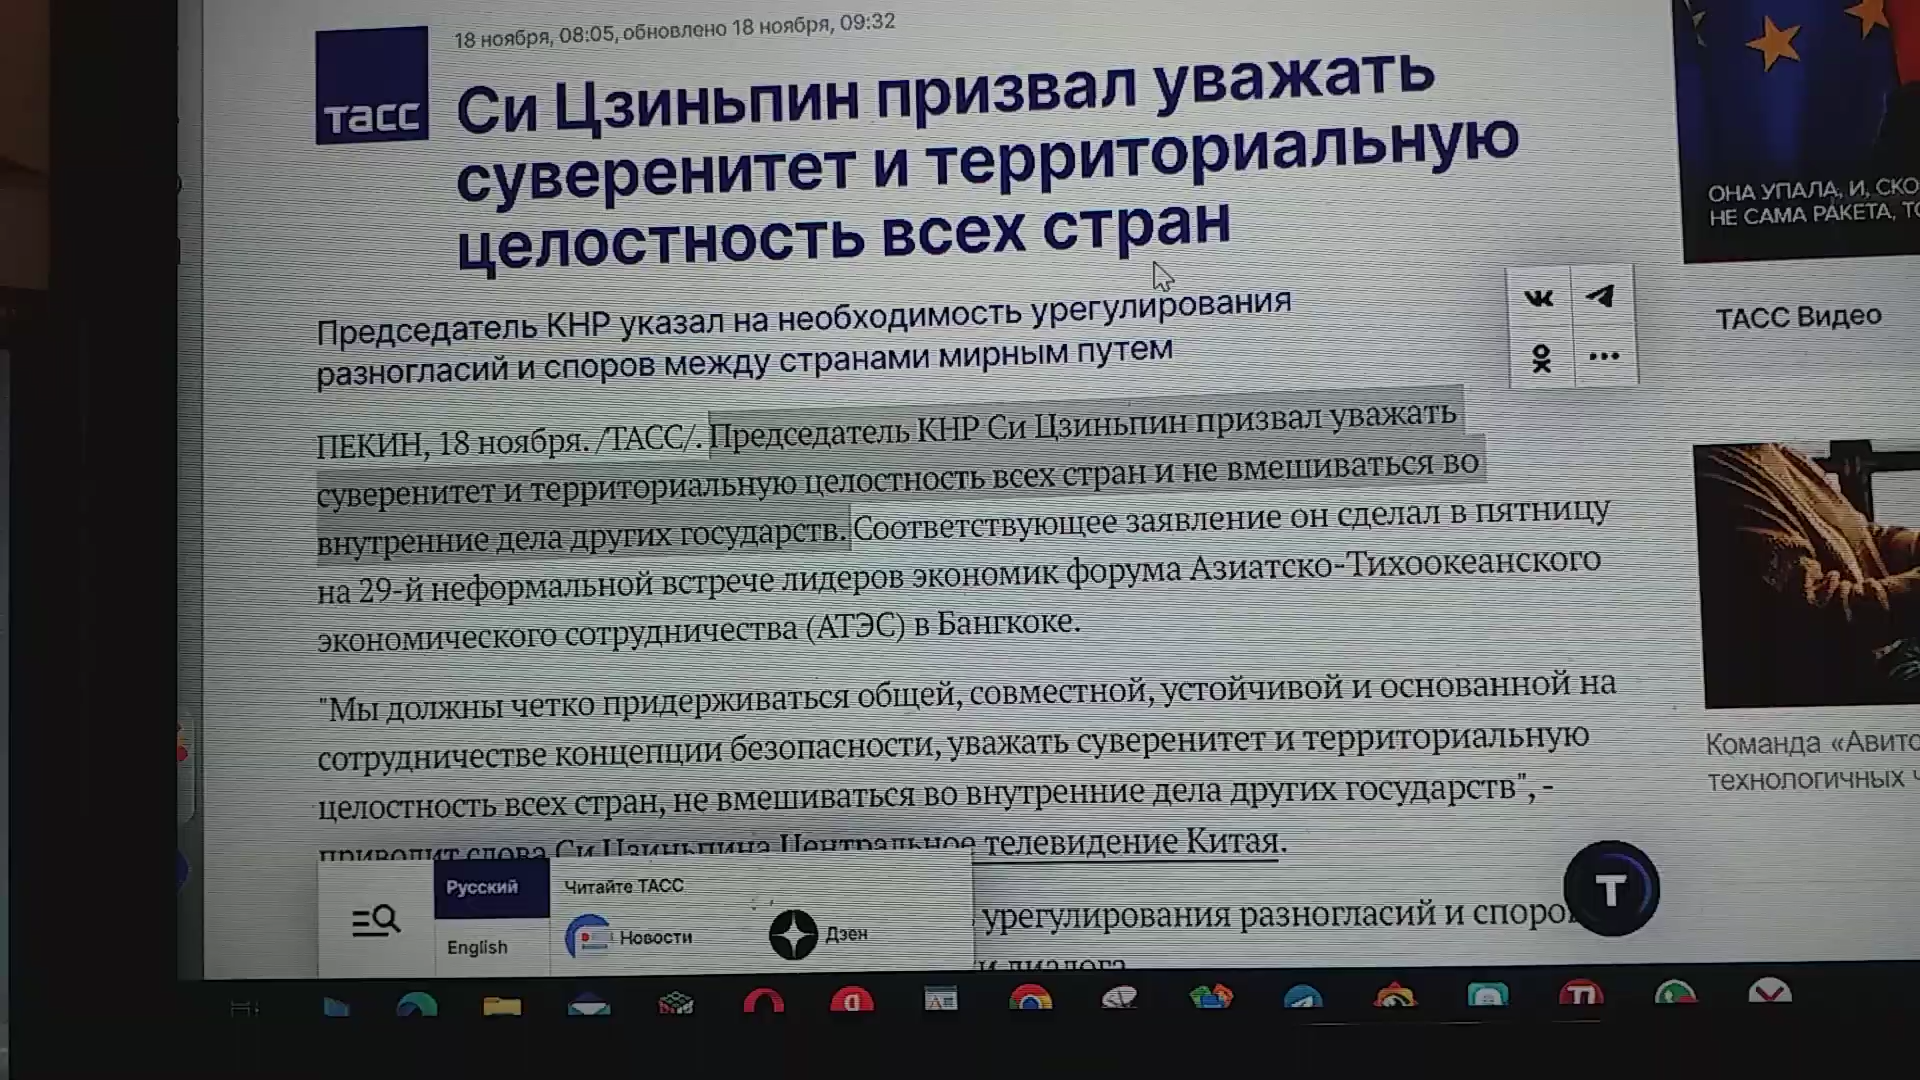 18 ноября, 08:05, обновлено 18 ноября, 09:32
тасс
Си Цзиньпин призвал уважать
суверенитет и территориальную
целостность всех стран
Председатель КНР указал на необходимость урегулирования
разногласий и споров между странами мирным путем
ПЕКИН, 18 ноября. /ТАСС/. Председатель КНР Си Цзиньпин призвал уважать
суверенитет и территориальную целостность всех стран и не вмешиваться во
внутренние дела других государств. Соответствующее заявление он сделал в пятницу
на 29-й неформальной встрече лидеров экономик форума Азиатско-Тихоокеанского
экономического сотрудничества (АТЭС) в Бангкоке.
"Мы должны четко придерживаться общей, совместной, устойчивой и основанной на
сотрудничестве концепции безопасности, уважать суверенитет и территориальную
целостность всех стран, не вмешиваться во внутренние дела других государств", -
приводит слова Си Цзиньпина Центральное телевидение Китая.
урегулирования разногласий и споро
и диалога
Русский
English
Читайте ТАСС
Новости
Дзен
Т
ОНА УПАЛА, И, СКО
НЕ САМА РАКЕТА, ТО
ТАСС Видео
Команда «Авито
технологичных